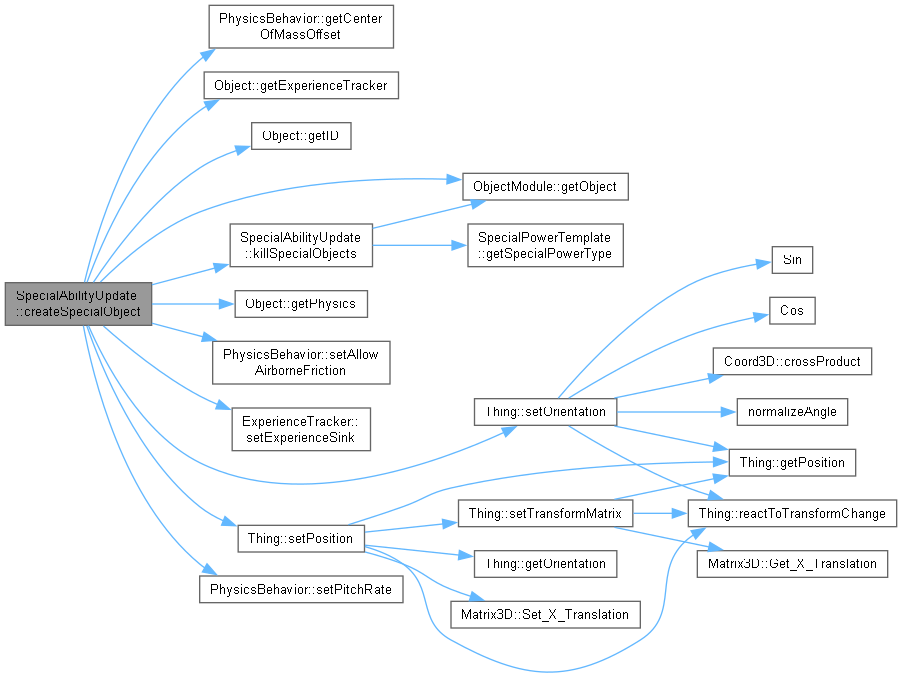 PhysicsBehavior::getCenter
OfMassOffset
Object::getExperienceTracker
Object::getID
ObjectModule::getObject
SpecialAbilityUpdate
::killSpecialObjects
SpecialPowerTemplate
::getSpecialPowerType
Sin
SpecialAbilityUpdate
::createSpecialObject
Object::getPhysics
Cos
PhysicsBehavior::setAllow
AirborneFriction
Coord3D::crossProduct
ExperienceTracker::
setExperienceSink
Thing::setOrientation
normalizeAngle
Thing::getPosition
Thing::setPosition
Thing::setTransformMatrix
Thing::reactToTransformChange
Thing::getOrientation
Matrix3D::Get_X_Translation
PhysicsBehavior::setPitchRate
Matrix3D::Set_X_Translation